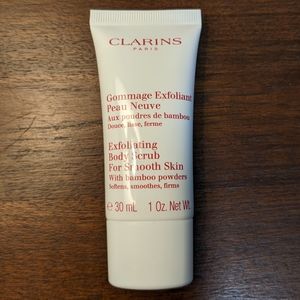 CLARINS
PARIS
Gommage Exfoliant
Peau Neuve
Aux poudres de bambou
Douce, lisse, ferme
Exfoliating
Body Scrub
For Smooth Skin
With bamboo powders
Softens, smoothes, firms
℮ 30 mL 1 Oz. Net Wt.